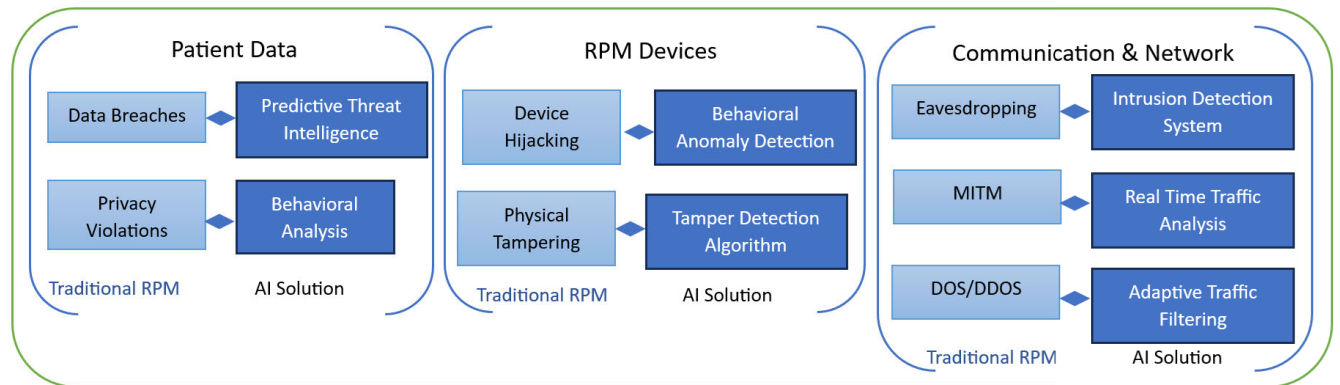 Patient Data
Data Breaches
Predictive Threat
Intelligence
Privacy
Violations
Behavioral
Analysis
Traditional RPM
AI Solution
RPM Devices
Device
Hijacking
Behavioral
Anomaly Detection
Physical
Tampering
Tamper Detection
Algorithm
Traditional RPM
AI Solution
Communication & Network
Eavesdropping
Intrusion Detection
System
MITM
Real Time Traffic
Analysis
DOS/DDOS
Adaptive Traffic
Filtering
Traditional RPM
AI Solution